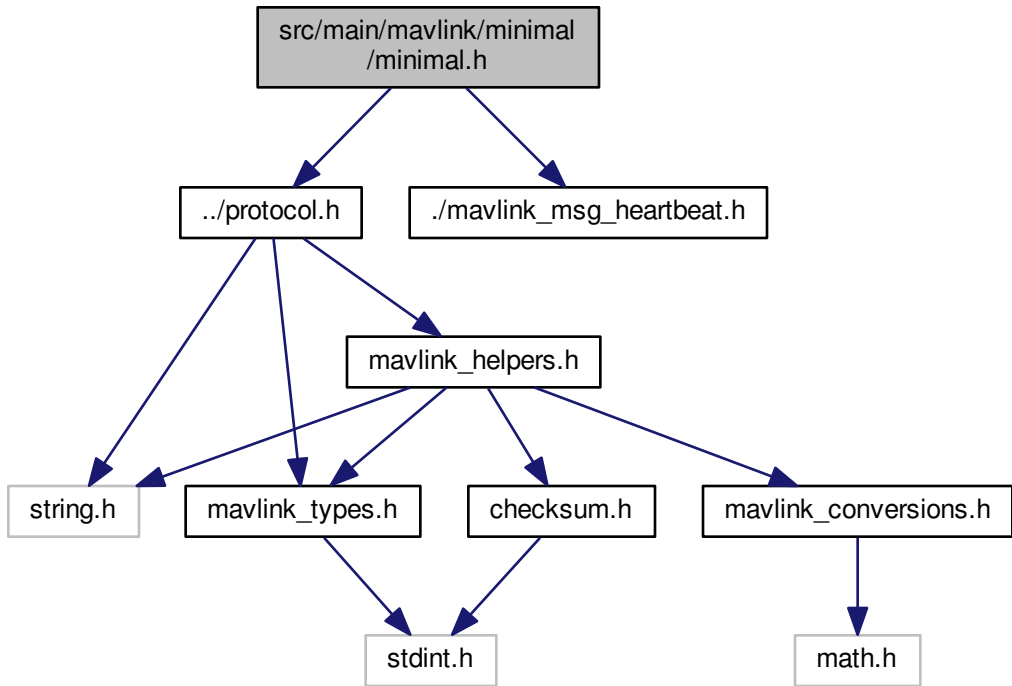 src/main/mavlink/minimal
/minimal.h
../protocol.h
./mavlink_msg_heartbeat.h
mavlink_helpers.h
string.h
mavlink_types.h
checksum.h
mavlink_conversions.h
stdint.h
math.h